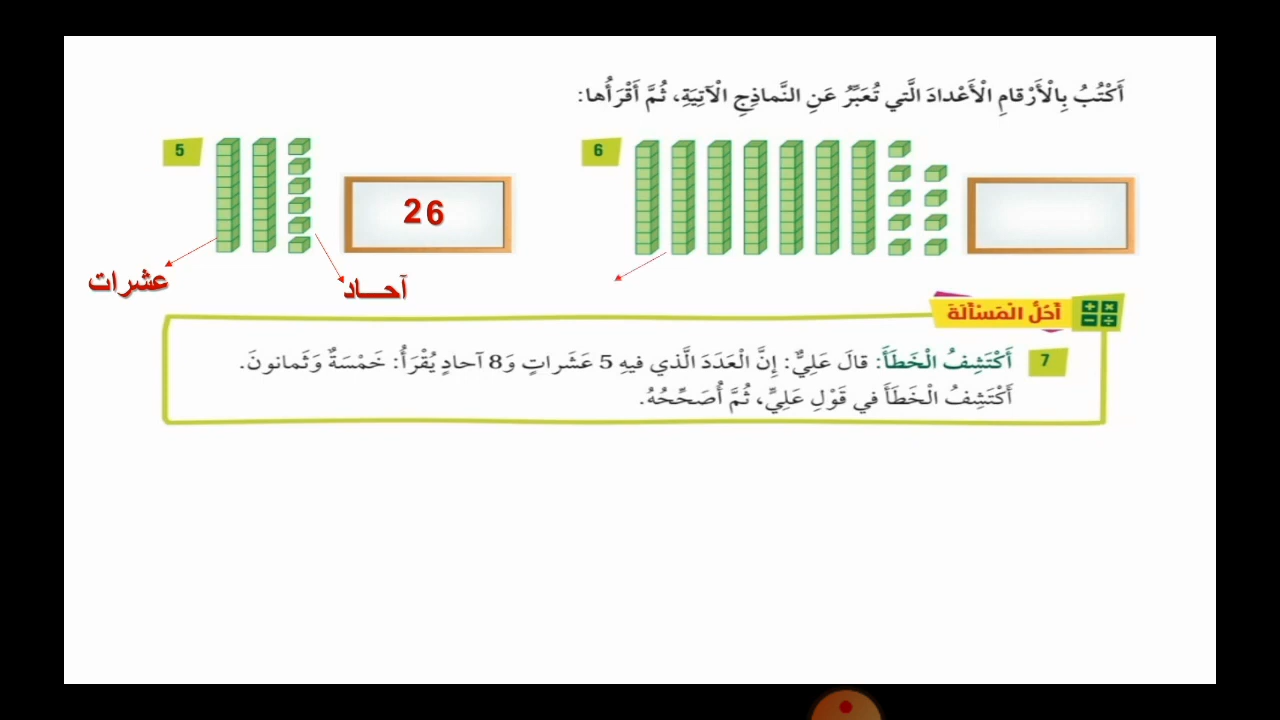 أَكْتُبُ بِالْأَرْقامِ الْأَعْدادَ الَّتي تُعَبِّرُ عَنِ النَّماذِجِ الْآتِيَةِ، ثُمَّ أَقْرَأُها:
5
26
عشرات
آحـــاد
6
أَحُلُّ الْمَسْأَلَةَ
7 أَكْتَشِفُ الْخَطَأَ: قالَ عَلِيٌّ: إِنَّ الْعَدَدَ الَّذي فيهِ 5 عَشَراتٍ وَ8 آحادٍ يُقْرَأُ: خَمْسَةٌ وَثَمانونَ.
أَكْتَشِفُ الْخَطَأَ في قَوْلِ عَلِيٍّ، ثُمَّ أُصَحِّحُهُ.